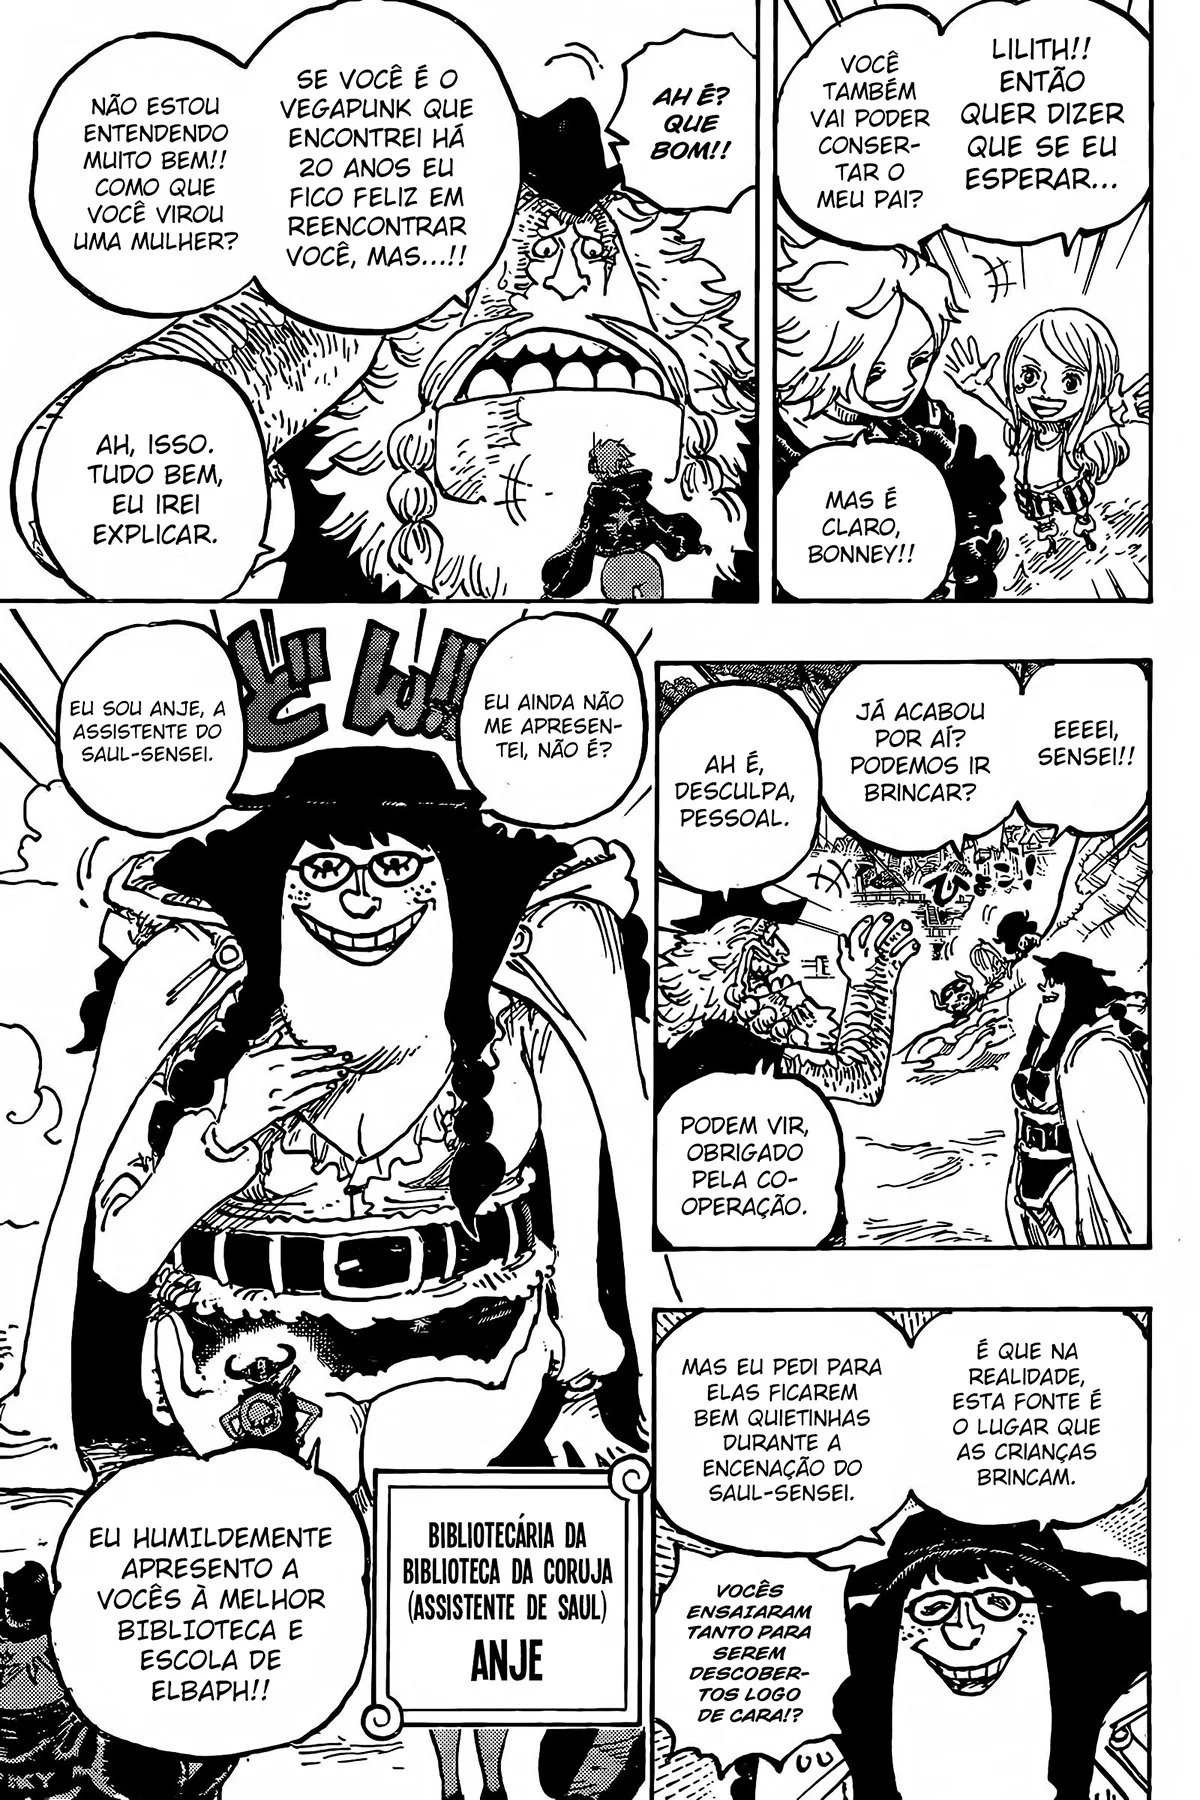 LILITH!!
ENTÃO
QUER DIZER
QUE SE EU
ESPERAR...
VOCÊ
TAMBÉM
VAI PODER
CONSER-
TAR O
MEU PAI?
MAS É
CLARO,
BONNEY!!
AH É?
QUE
BOM!!
SE VOCÊ É O
VEGAPUNK QUE
ENCONTREI HÁ
20 ANOS EU
FICO FELIZ EM
REENCONTRAR
VOCÊ, MAS...!!
NÃO ESTOU
ENTENDENDO
MUITO BEM!!
COMO QUE
VOCÊ VIROU
UMA MULHER?
AH, ISSO.
TUDO BEM,
EU IREI
EXPLICAR.
EEEEI,
SENSEI!!
JÁ ACABOU
POR AÍ?
PODEMOS IR
BRINCAR?
AH É,
DESCULPA,
PESSOAL.
PODEM VIR,
OBRIGADO
PELA CO-
OPERAÇÃO.
É QUE NA
REALIDADE,
ESTA FONTE É
O LUGAR QUE
AS CRIANÇAS
BRINCAM.
MAS EU PEDI PARA
ELAS FICAREM
BEM QUIETINHAS
DURANTE A
ENCENAÇÃO DO
SAUL-SENSEI.
VOCÊS
ENSAIARAM
TANTO PARA
SEREM
DESCOBER-
TOS LOGO
DE CARA!?
どん!!
EU AINDA NÃO
ME APRESEN-
TEI, NÃO É?
EU SOU ANJE, A
ASSISTENTE DO
SAUL-SENSEI.
BIBLIOTECÁRIA DA
BIBLIOTECA DA CORUJA
(ASSISTENTE DE SAUL)
ANJE
EU HUMILDEMENTE
APRESENTO A
VOCÊS À MELHOR
BIBLIOTECA E
ESCOLA DE
ELBAPH!!